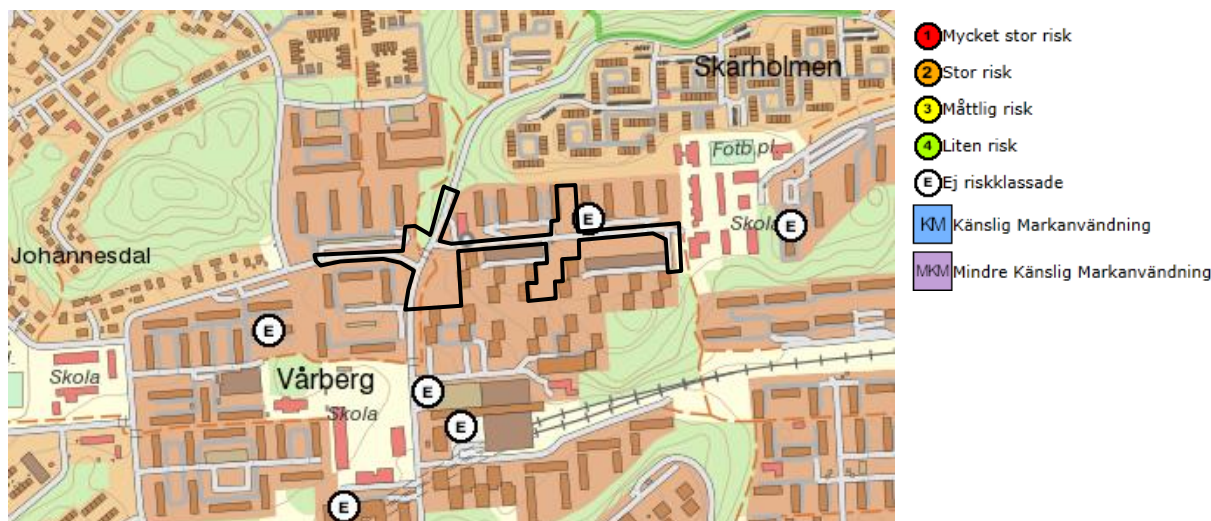 Skärholmen
Fotb.pl.
Skola
Johannesdal
Skola
Vårberg
Skola
E
E
E
E
E
E
1 Mycket stor risk
2 Stor risk
3 Måttlig risk
4 Liten risk
E Ej riskklassade
KM Känslig Markanvändning
MKM Mindre Känslig Markanvändning